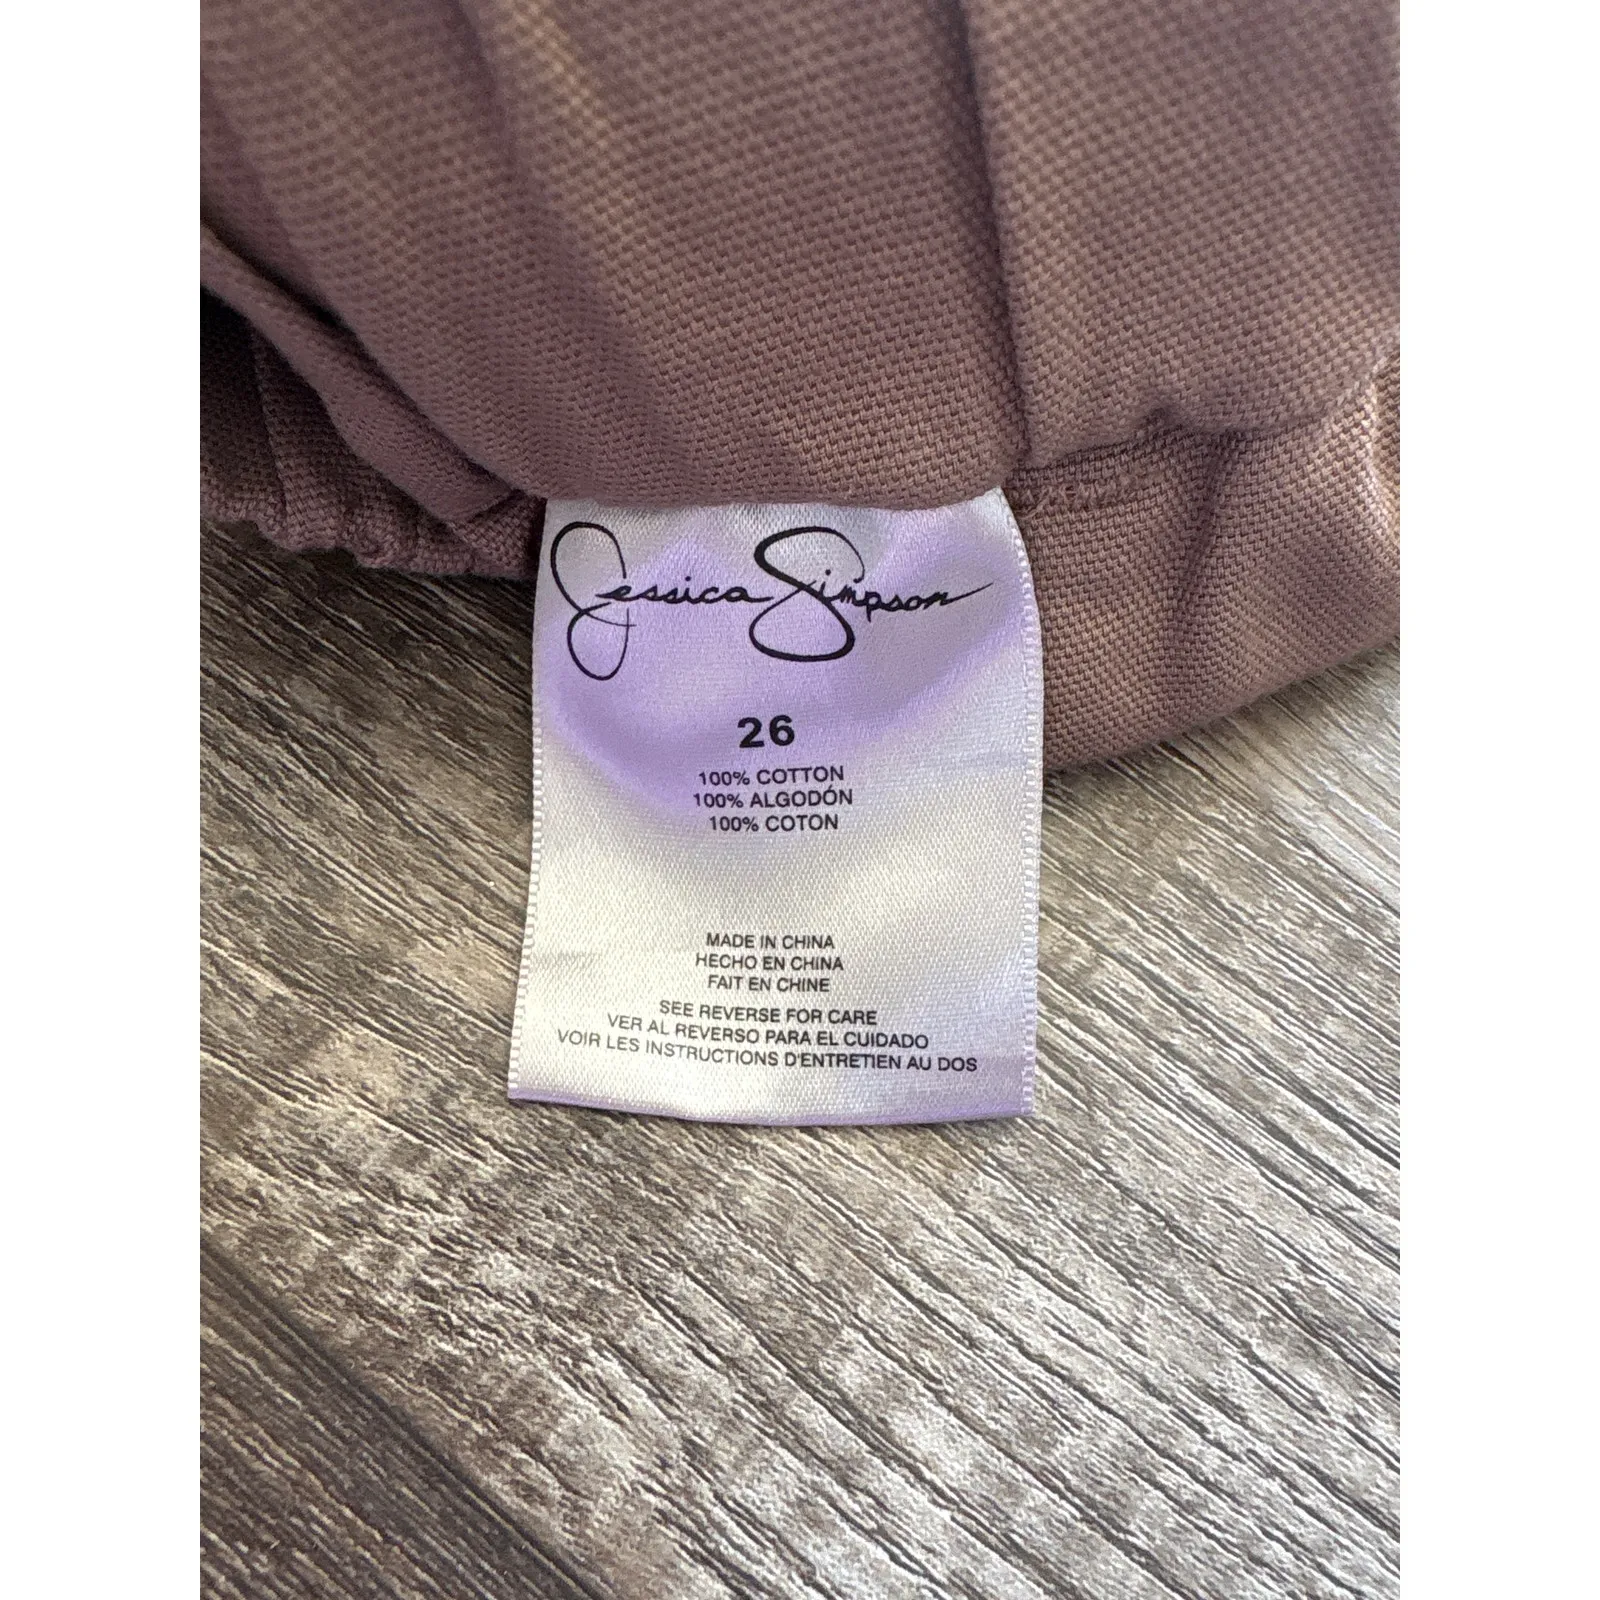 Jessica Simpson
26
100% COTTON
100% ALGODÓN
100% COTON
MADE IN CHINA
HECHO EN CHINA
FAIT EN CHINE
SEE REVERSE FOR CARE
VER AL REVERSO PARA EL CUIDADO
VOIR LES INSTRUCTIONS D'ENTRETIEN AU DOS